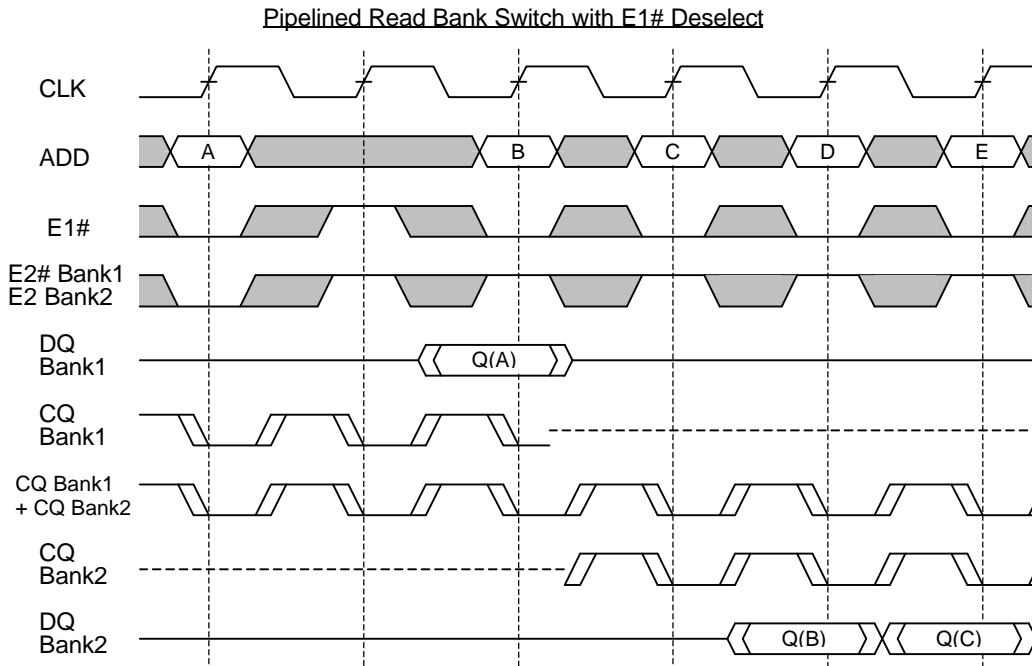 Pipelined Read Bank Switch with E1# Deselect
CLK
ADD
A
B
C
D
E
E1#
E2# Bank1
E2 Bank2
DQ
Bank1
Q(A)
CQ
Bank1
CQ Bank1
+ CQ Bank2
CQ
Bank2
DQ
Bank2
Q(B)
Q(C)